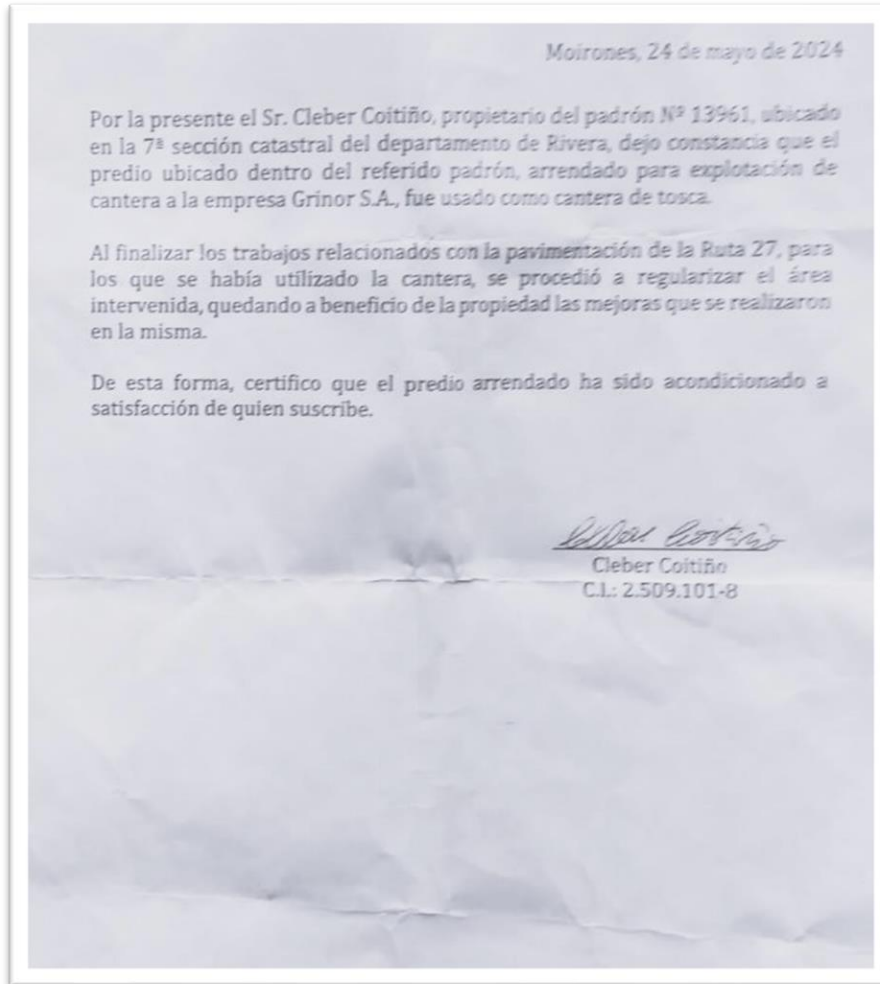 Moirones, 24 de mayo de 2024
Por la presente el Sr. Cleber Coitiño, propietario del padrón Nº 13961, ubicado
en la 7ª sección catastral del departamento de Rivera, dejo constancia que el
predio ubicado dentro del referido padrón, arrendado para explotación de
cantera a la empresa Grinor S.A., fue usado como cantera de tosca.
Al finalizar los trabajos relacionados con la pavimentación de la Ruta 27, para
los que se había utilizado la cantera, se procedió a regularizar el área
intervenida, quedando a beneficio de la propiedad las mejoras que se realizaron
en la misma.
De esta forma, certifico que el predio arrendado ha sido acondicionado a
satisfacción de quien suscribe.
Cleber Coitiño
Cleber Coitiño
C.I.: 2.509.101-8